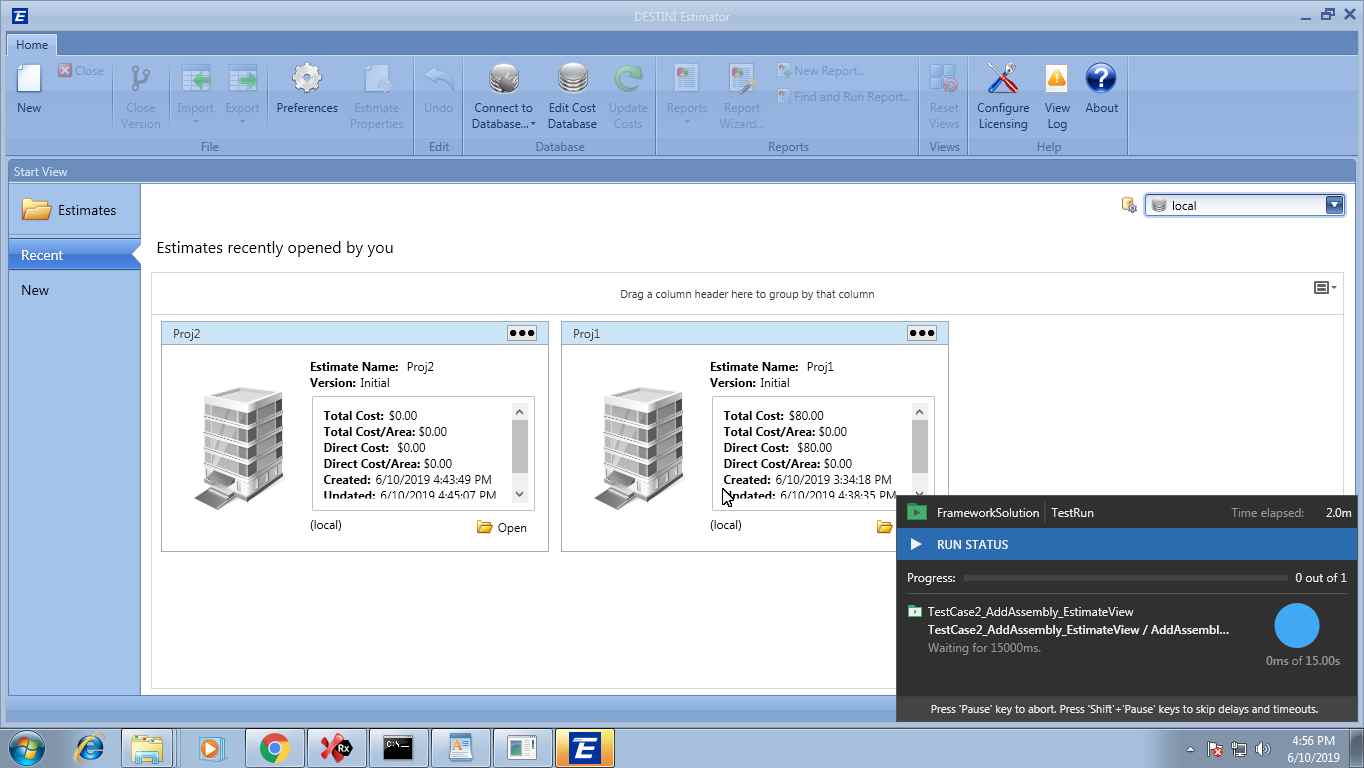 DESTINI Estimator
Home
New
Close
Close Version
Import
Export
Preferences
Estimate Properties
File
Undo
Edit
Connect to Database...
Edit Cost Database
Update Costs
Database
Reports
Report Wizard...
New Report...
Find and Run Report...
Reports
Reset Views
Views
Configure Licensing
View Log
About
Help
Start View
Estimates
Recent
New
local
Estimates recently opened by you
Drag a column header here to group by that column
Proj2
Estimate Name: Proj2
Version: Initial
Total Cost: $0.00
Total Cost/Area: $0.00
Direct Cost: $0.00
Direct Cost/Area: $0.00
Created: 6/10/2019 4:43:49 PM
Updated: 6/10/2019 4:45:07 PM
(local)
Open
Proj1
Estimate Name: Proj1
Version: Initial
Total Cost: $80.00
Total Cost/Area: $0.00
Direct Cost: $80.00
Direct Cost/Area: $0.00
Created: 6/10/2019 3:34:18 PM
Updated: 6/10/2019 4:38:35 PM
(local)
FrameworkSolution TestRun Time elapsed: 2.0m
RUN STATUS
Progress: 0 out of 1
TestCase2_AddAssembly_EstimateView
TestCase2_AddAssembly_EstimateView / AddAssembl...
Waiting for 15000ms.
0ms of 15.00s
Press 'Pause' key to abort. Press 'Shift'+'Pause' keys to skip delays and timeouts.
4:56 PM
6/10/2019